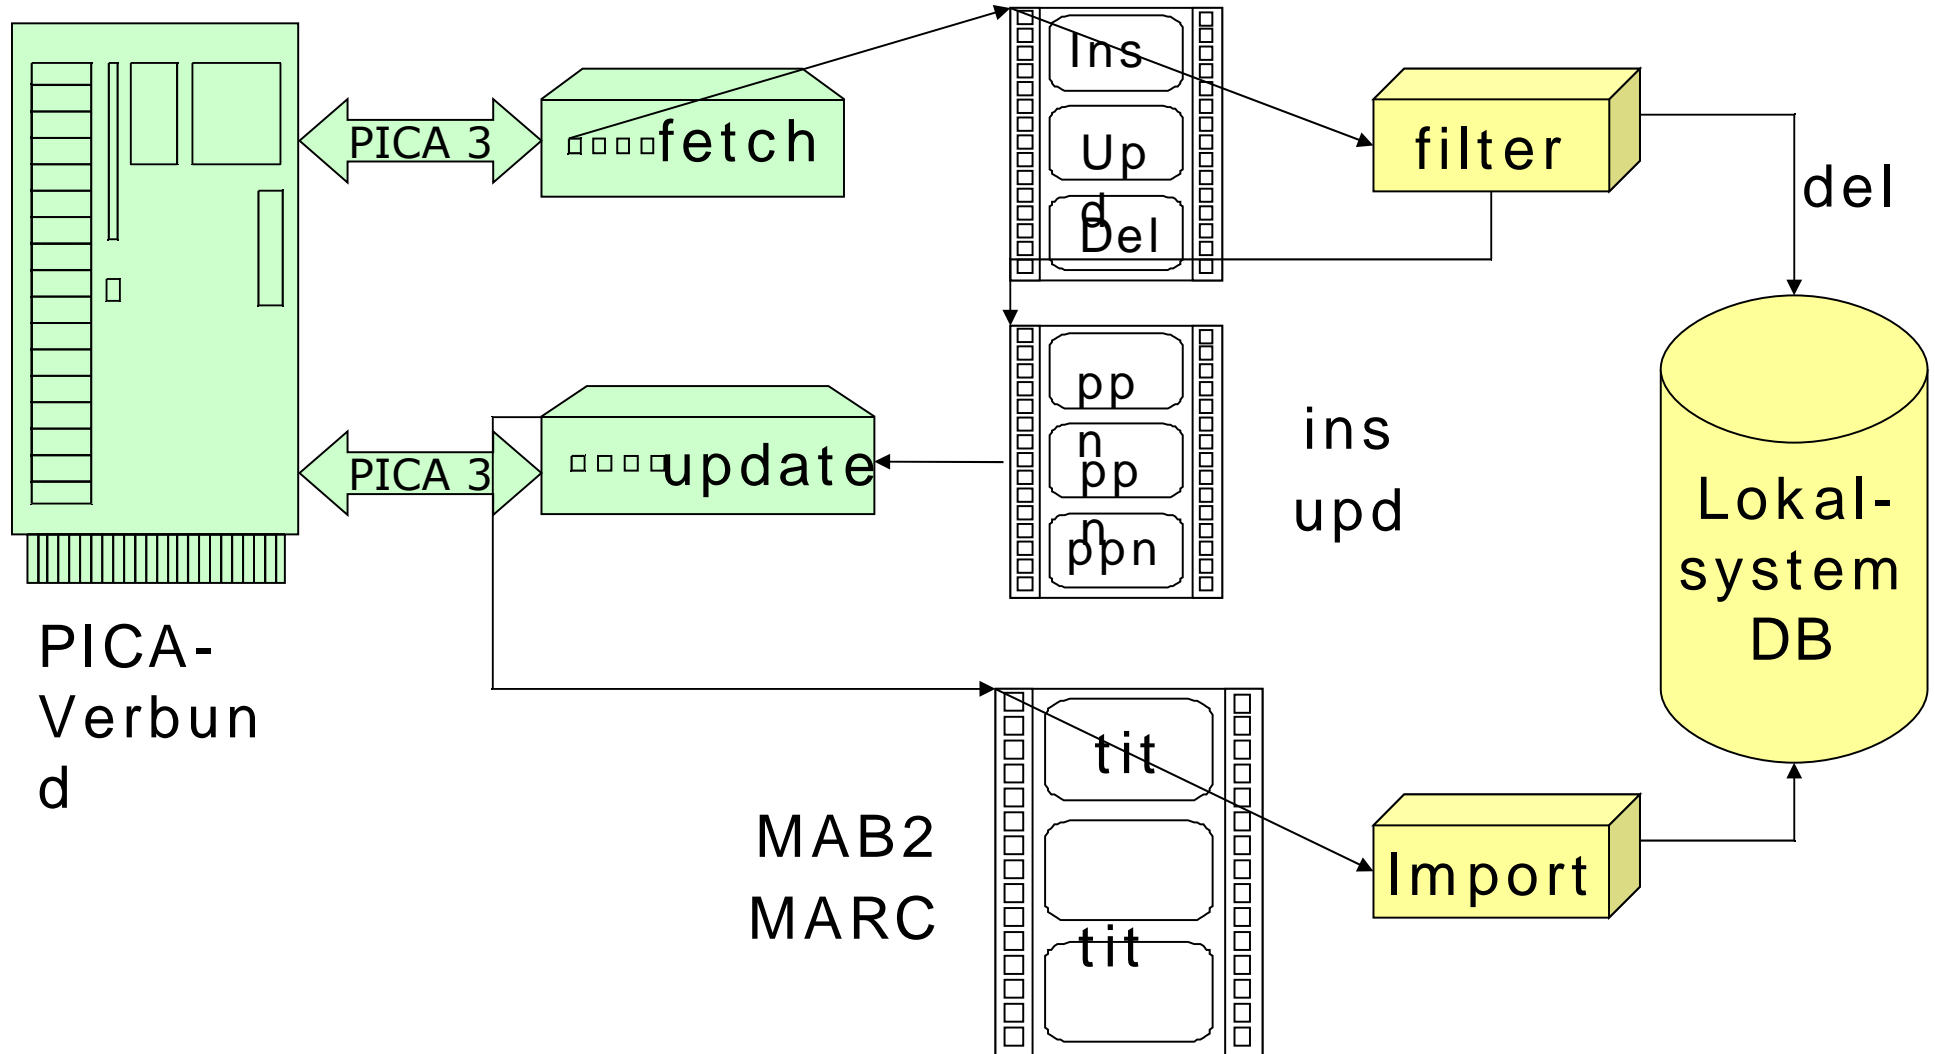 Ins
PICA 3
fetch
Up
d
Del
filter
del
pp
n
pp
n
ppn
ins
upd
PICA 3
update
Lokal-
system
DB
PICA-
Verbun
d
tit
MAB2
MARC
Import
tit